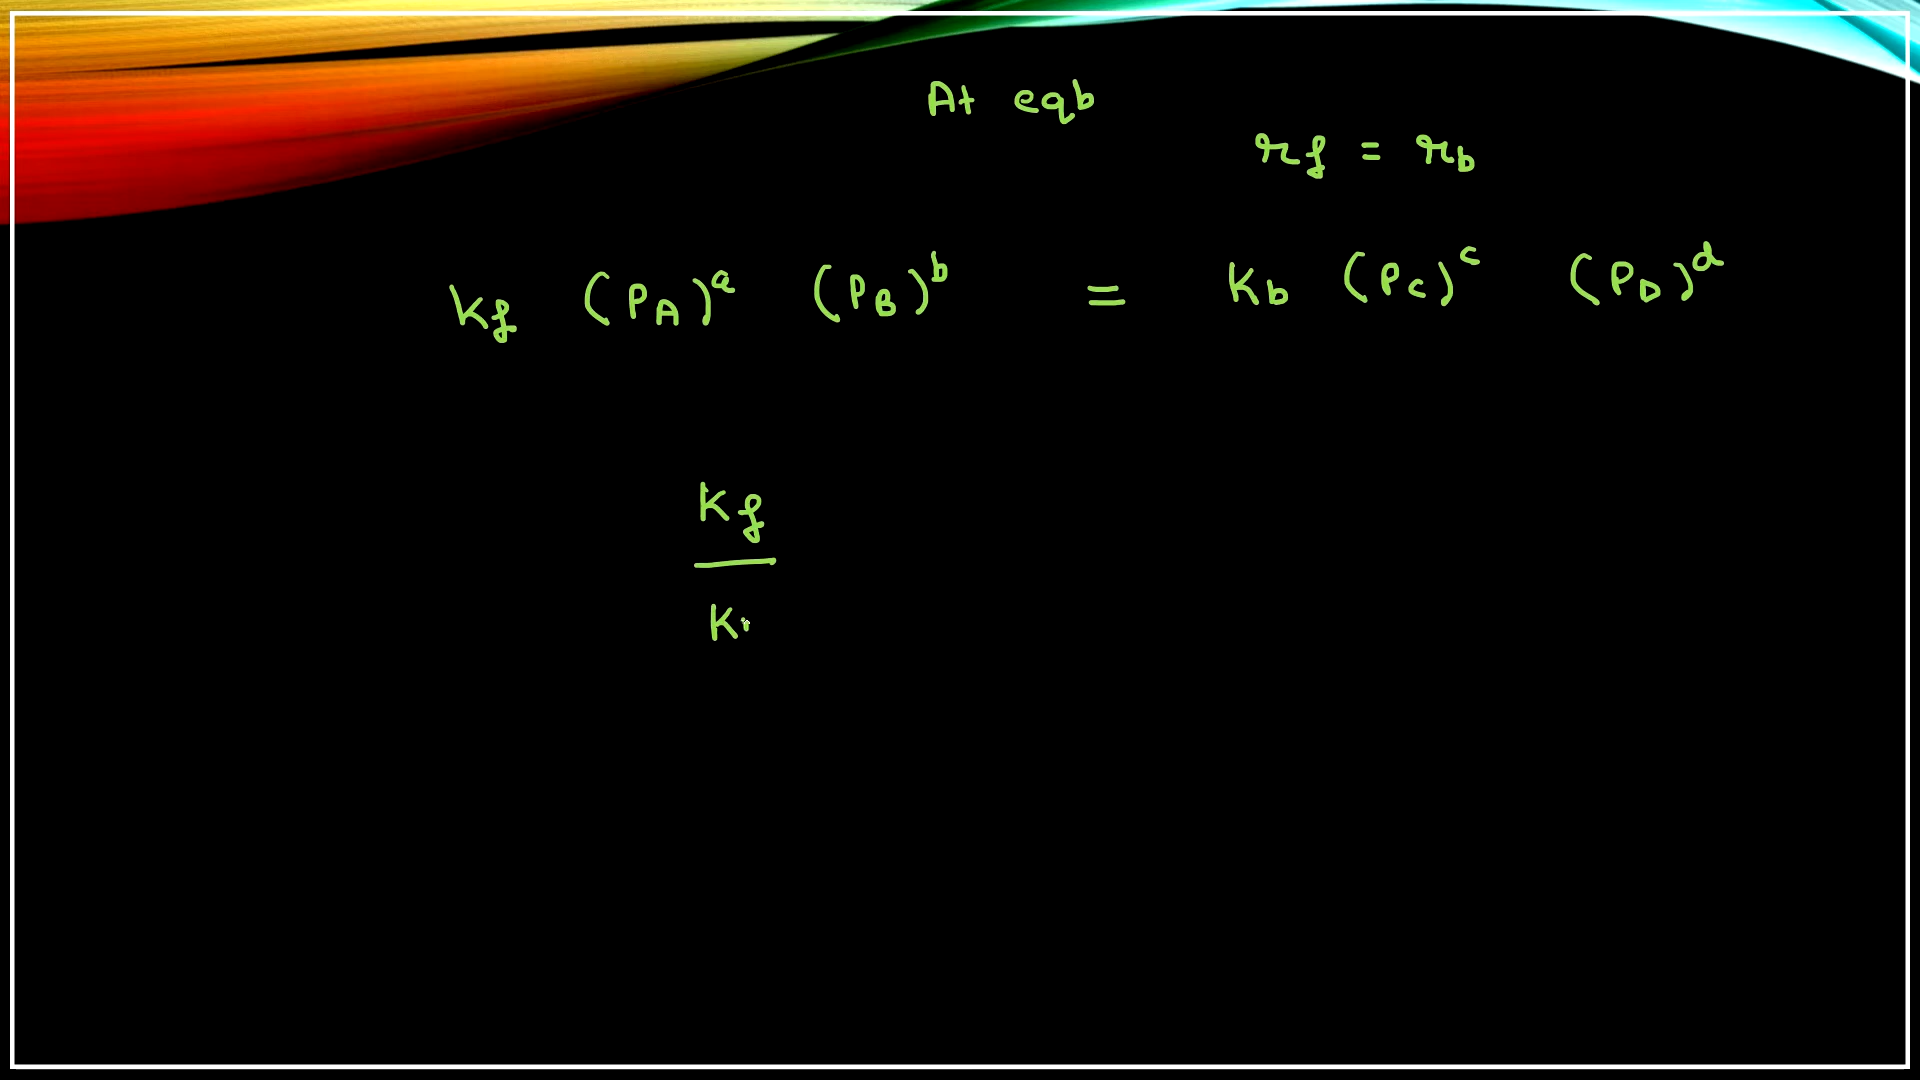 At eqb
rf = rb
Kf (PA)^a (PB)^b = Kb (Pc)^c (PD)^d
Kf
K